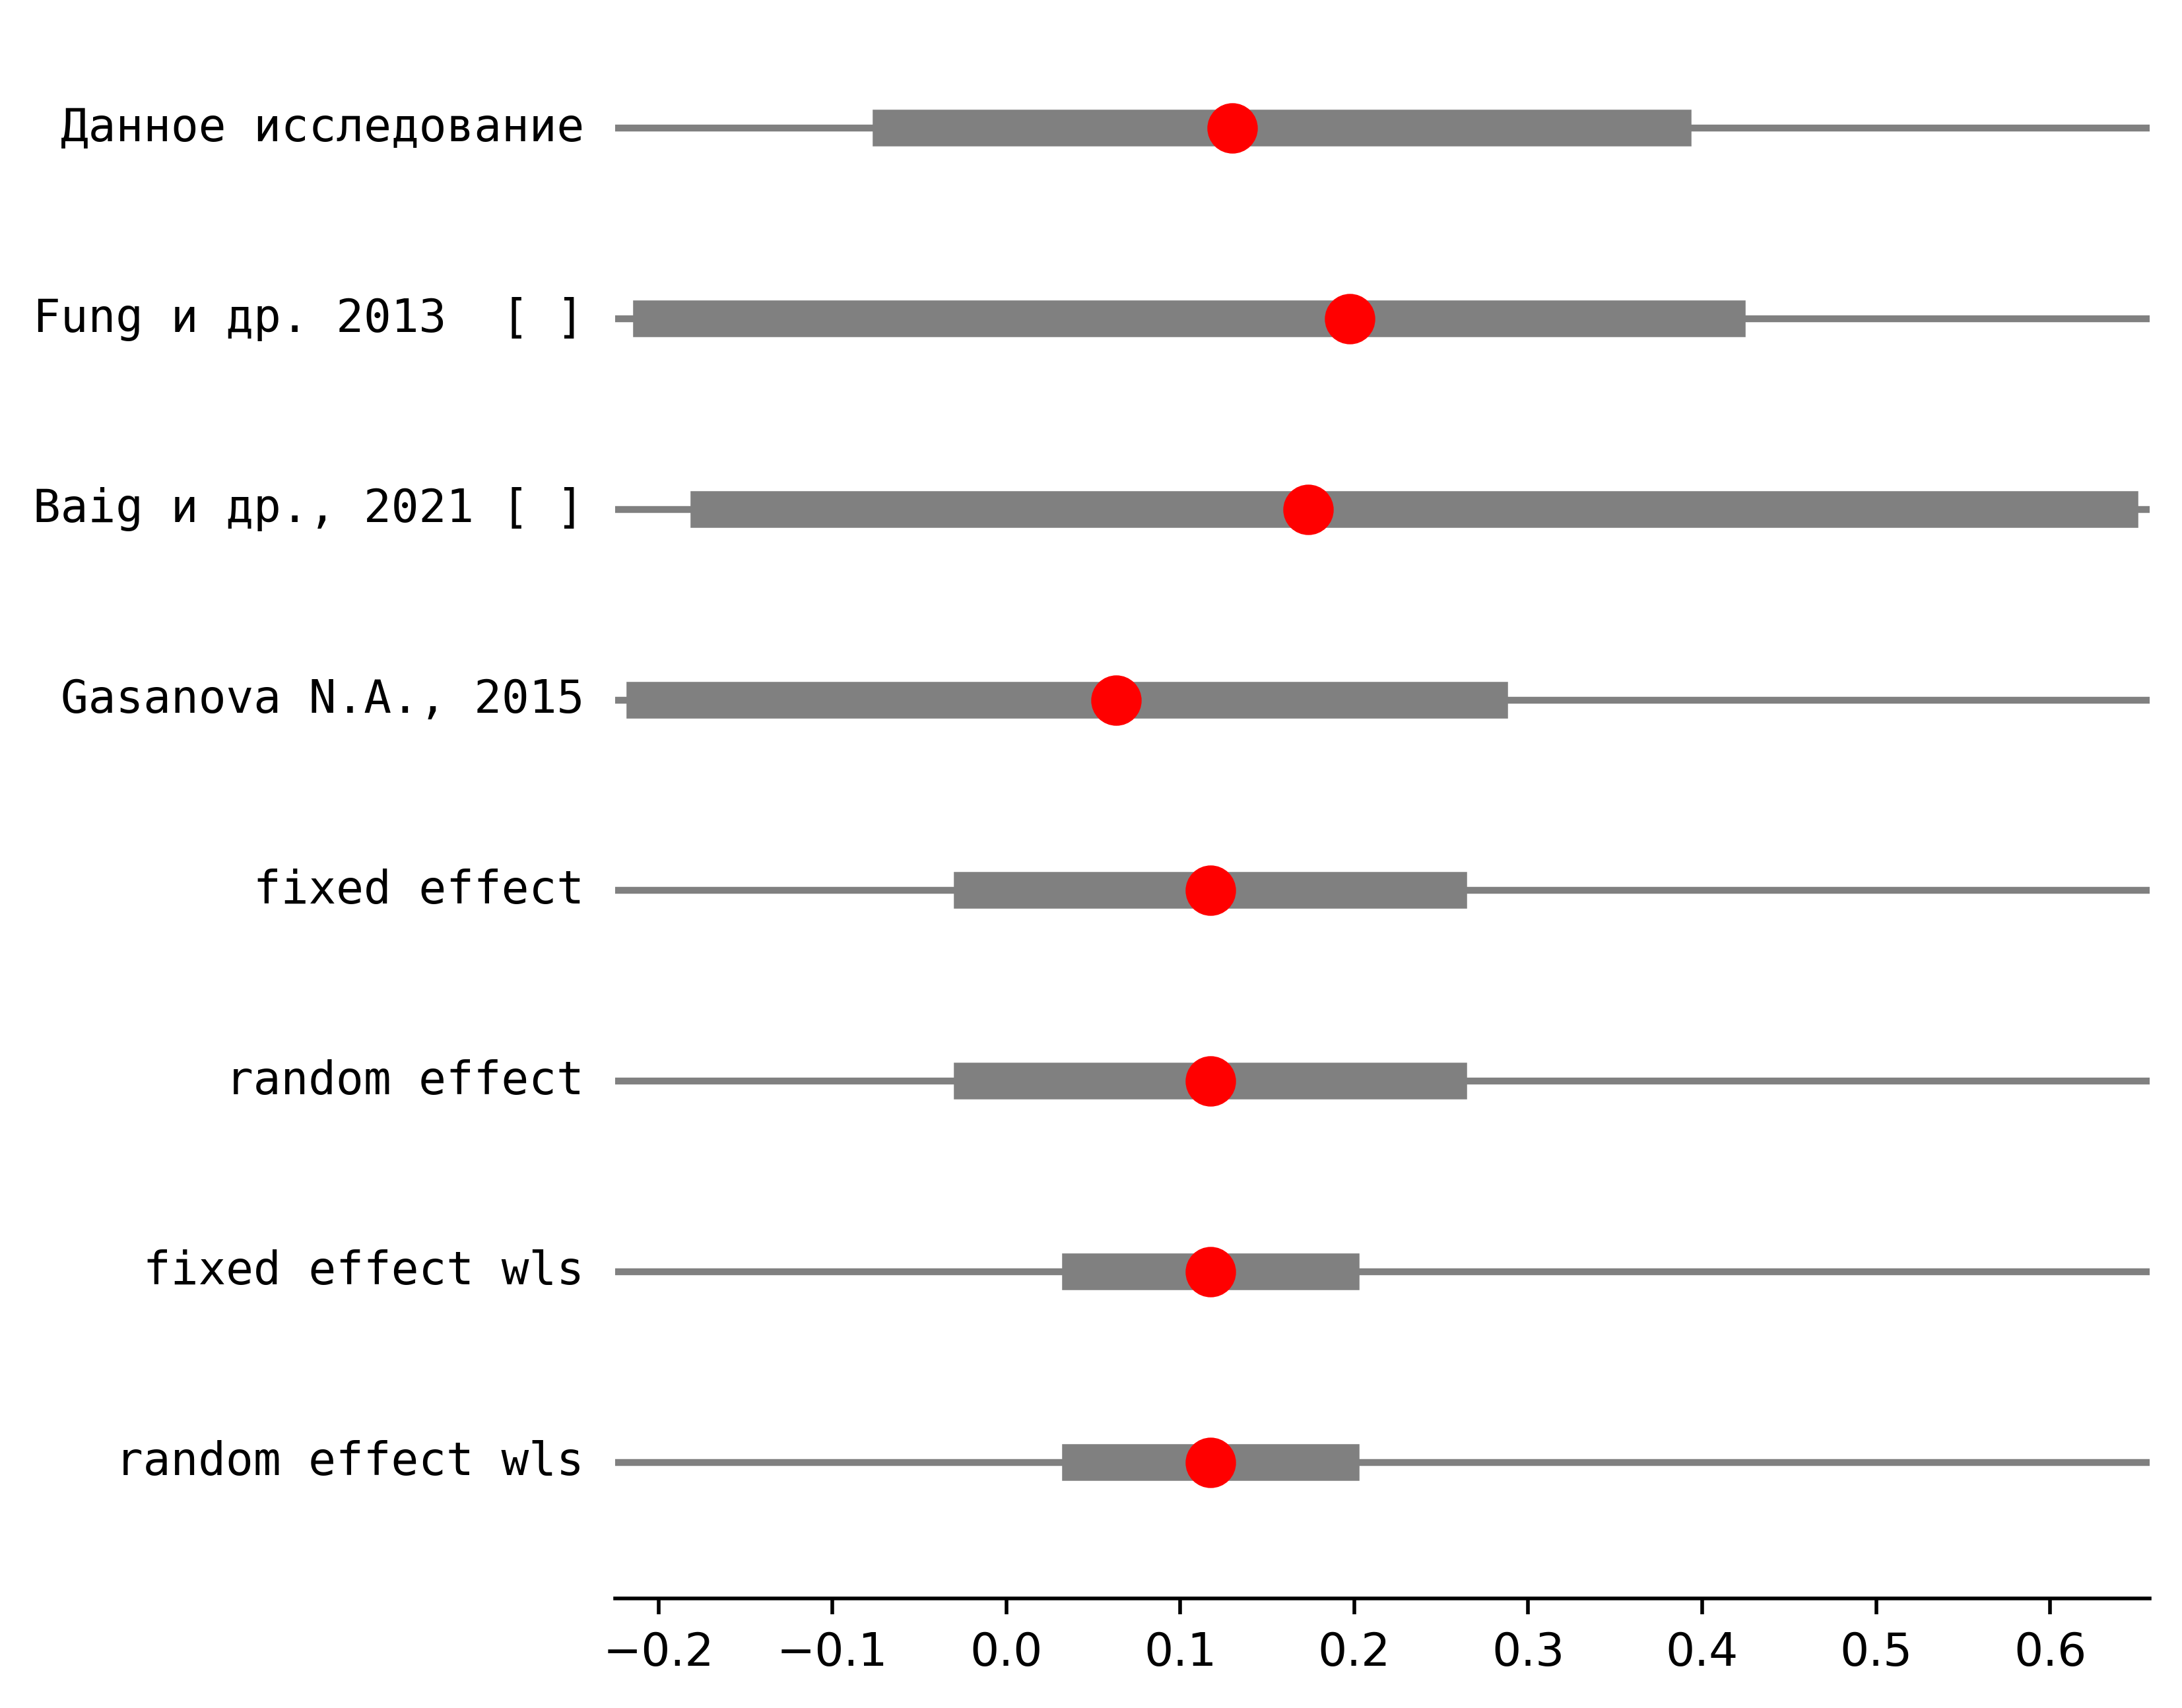 Данное исследование
Fung и др. 2013  [ ]
Baig и др., 2021 [ ]
Gasanova N.A., 2015
fixed effect
random effect
fixed effect wls
random effect wls
−0.2 −0.1 0.0 0.1 0.2 0.3 0.4 0.5 0.6